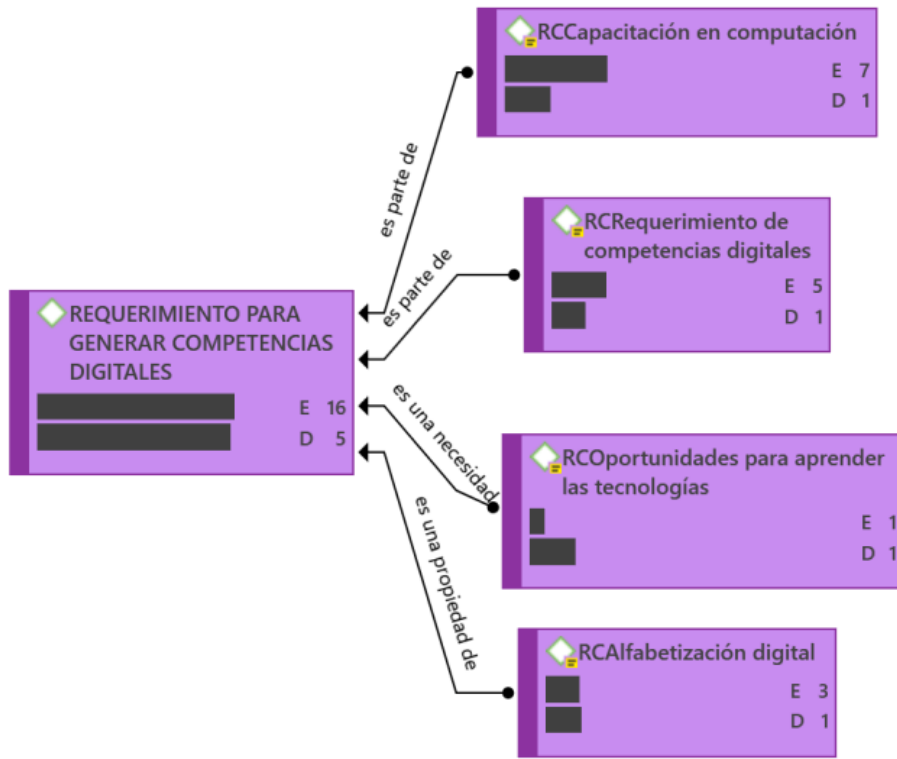 RCCapacitación en computación
E 7
D 1
es parte de
RCRequerimiento de
competencias digitales
E 5
D 1
es parte de
REQUERIMIENTO PARA
GENERAR COMPETENCIAS
DIGITALES
E 16
D 5
es una necesidad
RCOportunidades para aprender
las tecnologías
E 1
D 1
es una propiedad de
RCAlfabetización digital
E 3
D 1